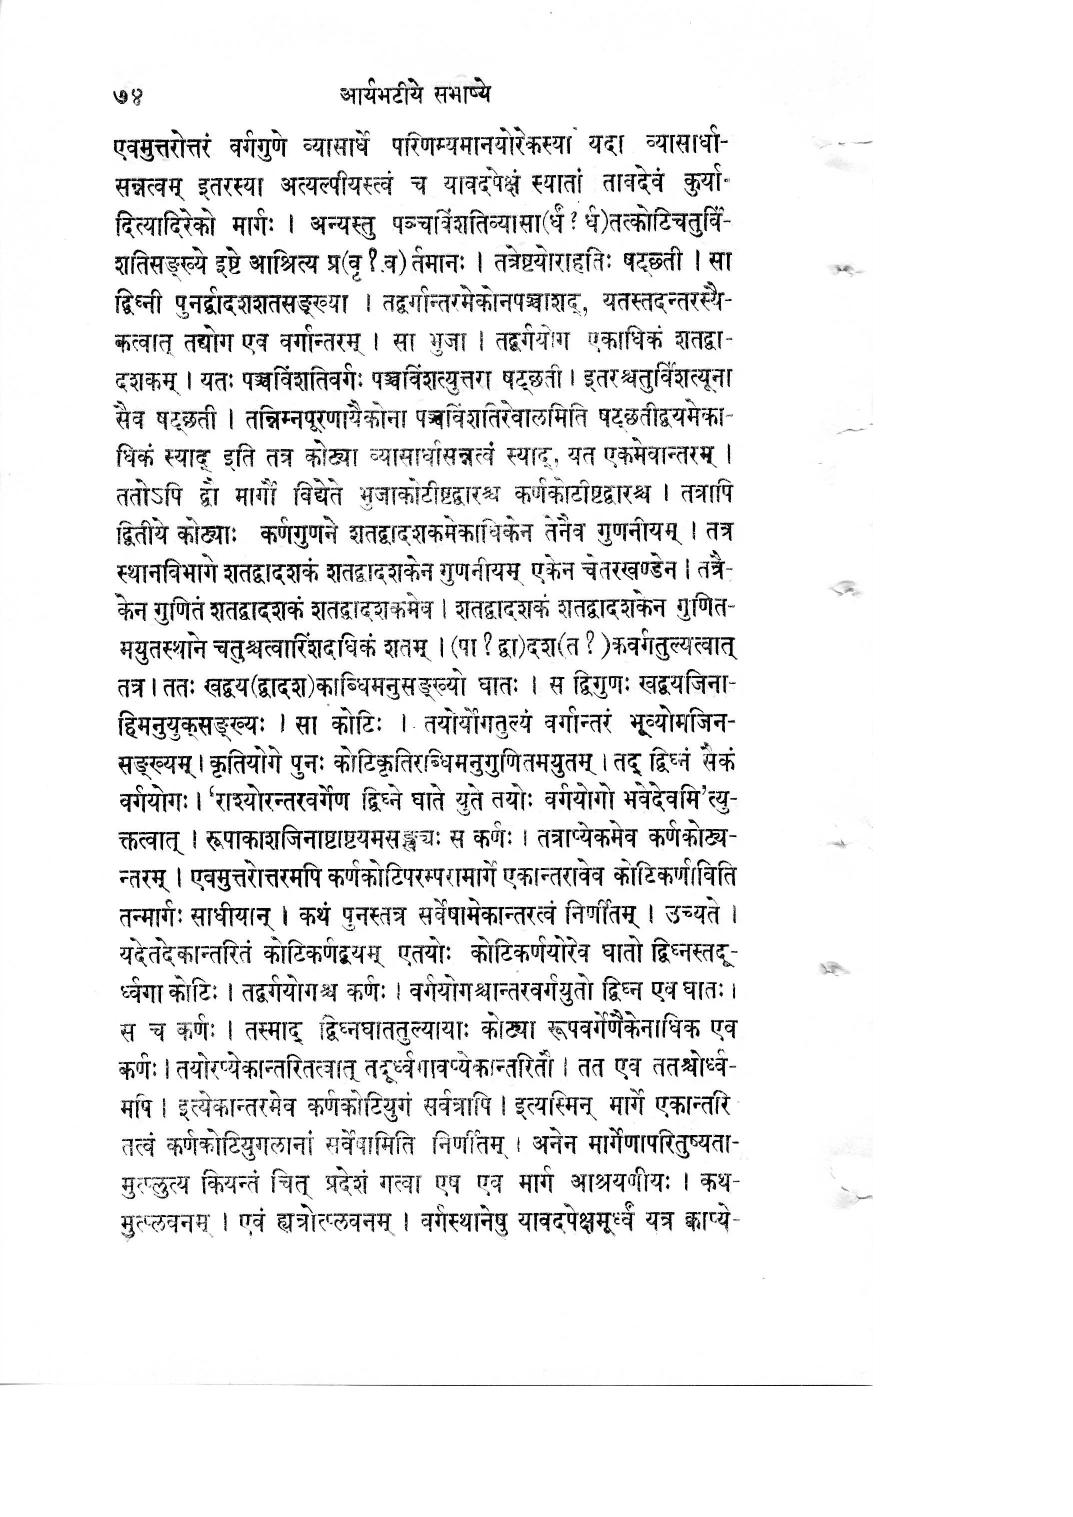 ७४ आर्यभटीये सभाष्ये
एवमुत्तरोत्तरं वर्गगुणे व्यासार्धे परिणम्यमानयोरेकस्या यदा व्यासार्धा-
सन्नत्वम् इतरस्या अत्यल्पीयस्त्वं च यावदपेक्षं स्यातां तावदेवं कुर्या-
दित्यादिरेको मार्गः । अन्यस्तु पञ्चविंशतिव्यासा(र्धं ? र्ध)तत्कोटिचतुर्विं-
शतिसङ्ख्ये इष्टे आश्रित्य प्र(वृ ? व)र्तमानः । तत्रेष्टयोराहतिः षट्छती । सा
द्विघ्नी पुनर्द्वादशशतसङ्ख्या । तद्वर्गान्तरमेकोनपञ्चाशद्, यतस्तदन्तरस्यै-
कत्वात् तद्योग एव वर्गान्तरम् । सा भुजा । तद्वर्गयोग एकाधिकं शतद्वा-
दशकम् । यतः पञ्चविंशतिवर्गः पञ्चविंशत्युत्तरा षट्छती । इतरश्चतुर्विंशत्यूना
सैव षट्छती । तन्निम्नपूरणायैकोना पञ्चविंशतिरेवालमिति षट्छतीद्वयमेका-
धिकं स्याद् इति तत्र कोट्या व्यासार्धासन्नत्वं स्याद्, यत एकमेवान्तरम् ।
ततोऽपि द्वौ मार्गौ विद्येते भुजाकोटीष्टद्वारश्च कर्णकोटीष्टद्वारश्च । तत्रापि
द्वितीये कोट्याः कर्णगुणने शतद्वादशकमेकाधिकेन तेनैव गुणनीयम् । तत्र
स्थानविभागे शतद्वादशकं शतद्वादशकेन गुणनीयम् एकेन चेतरखण्डेन । तत्रै-
केन गुणितं शतद्वादशकं शतद्वादशकमेव । शतद्वादशकं शतद्वादशकेन गुणित-
मयुतस्थाने चतुश्चत्वारिंशदधिकं शतम् । (पा ? द्वा)दश(त ? )कवर्गतुल्यत्वात्
तत्र । ततः खद्वय(द्वादश)काब्धिमनुसङ्ख्यो घातः । स द्विगुणः खद्वयजिना-
हिमनुयुक्सङ्ख्यः । सा कोटिः । तयोर्योगतुल्यं वर्गान्तरं भूव्योमजिन-
सङ्ख्यम् । कृतियोगे पुनः कोटिकृतिरब्धिमनुगुणितमयुतम् । तद् द्विघ्नं सैकं
वर्गयोगः । ‘राश्योरन्तरवर्गेण द्विघ्ने घाते युते तयोः वर्गयोगो भवेदेवमि’त्यु-
क्तत्वात् । रूपाकाशजिनाष्टाष्टयमसङ्ख्यः स कर्णः । तत्राप्येकमेव कर्णकोट्य-
न्तरम् । एवमुत्तरोत्तरमपि कर्णकोटिपरम्परामार्गे एकान्तरावेव कोटिकर्णाविति
तन्मार्गः साधीयान् । कथं पुनस्तत्र सर्वेषामेकान्तरत्वं निर्णीतम् । उच्यते ।
यदेतदेकान्तरितं कोटिकर्णद्वयम् एतयोः कोटिकर्णयोरेव घातो द्विघ्नस्तदू-
र्ध्वगा कोटिः । तद्वर्गयोगश्च कर्णः । वर्गयोगश्चान्तरवर्गयुतो द्विघ्न एव घातः ।
स च कर्णः । तस्माद् द्विघ्नघाततुल्यायाः कोट्या रूपवर्गेणैकेनाधिक एव
कर्णः । तयोरप्येकान्तरितत्वात् तदूर्ध्वगावप्येकान्तरितौ । तत एव ततश्चोर्ध्व-
मपि । इत्येकान्तरमेव कर्णकोटियुगं सर्वत्रापि । इत्यस्मिन् मार्गे एकान्तरि
तत्वं कर्णकोटियुगलानां सर्वेषामिति निर्णीतम् । अनेन मार्गेणापरितुष्यता-
मुत्प्लुत्य कियन्तं चित् प्रदेशं गत्वा एष एव मार्ग आश्रयणीयः । कथ-
मुत्प्लवनम् । एवं ह्यत्रोत्प्लवनम् । वर्गस्थानेषु यावदपेक्षमूर्ध्वं यत्र क्वाप्ये-